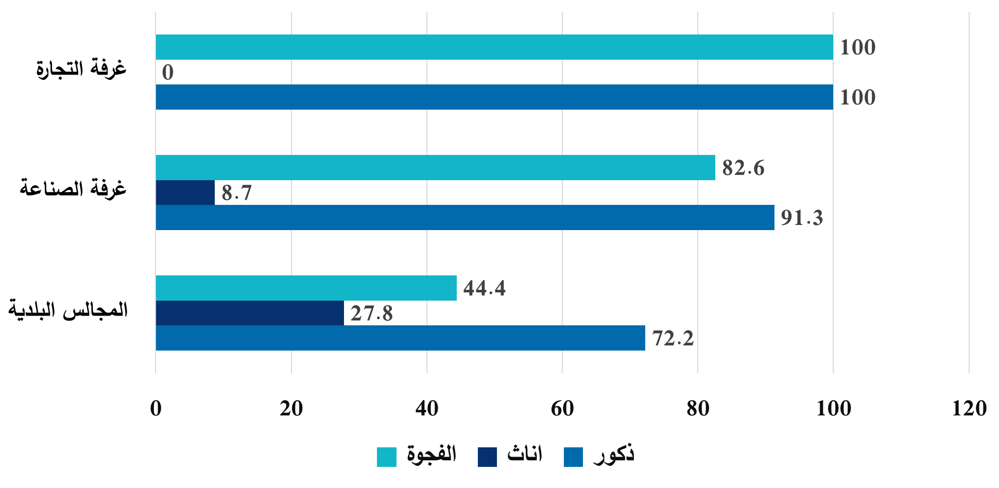 100
غرفة التجارة
0
100
82.6
غرفة الصناعة
8.7
91.3
44.4
المجالس البلدية
27.8
72.2
0 20 40 60 80 100 120
ذكور اناث الفجوة